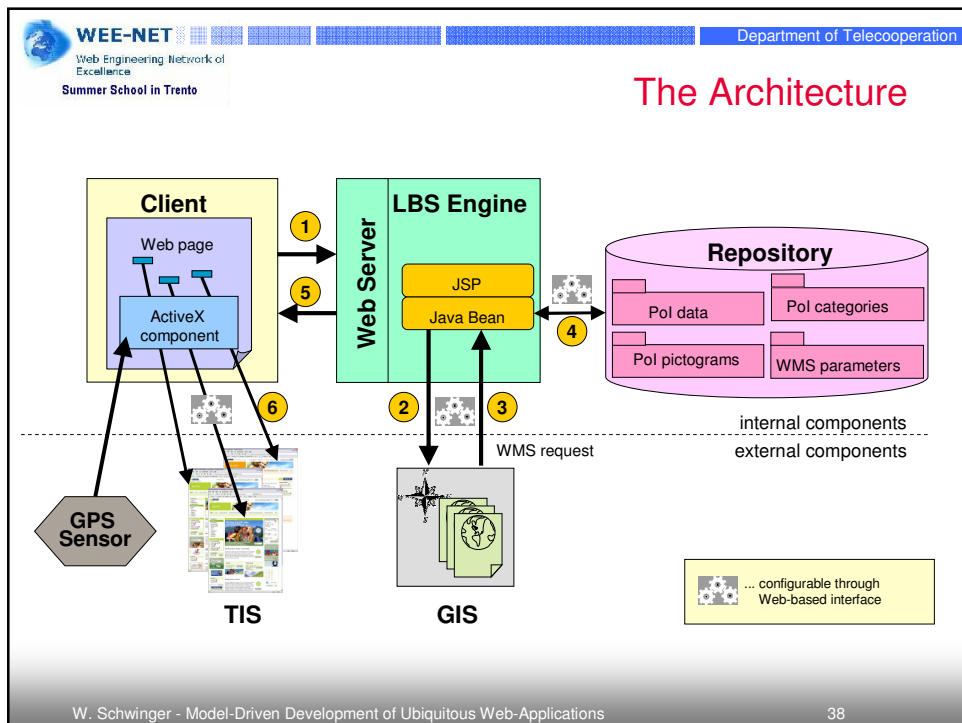 WEE-NET
Department of Telecooperation
Web Engineering Network of
Excellence
Summer School in Trento
The Architecture
Client
Web page
ActiveX
component
1
5
Web Server
LBS Engine
JSP
Java Bean
4
Repository
PoI data
PoI categories
PoI pictograms
WMS parameters
6
2
3
internal components
WMS request
external components
GPS
Sensor
TIS
GIS
... configurable through
Web-based interface
W. Schwinger - Model-Driven Development of Ubiquitous Web-Applications
38